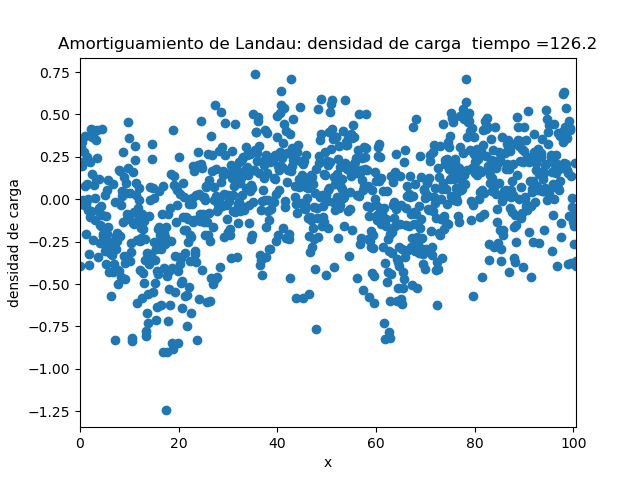 Amortiguamiento de Landau: densidad de carga  tiempo =126.2
densidad de carga
0.75
0.50
0.25
0.00
−0.25
−0.50
−0.75
−1.00
−1.25
0 20 40 60 80 100
x